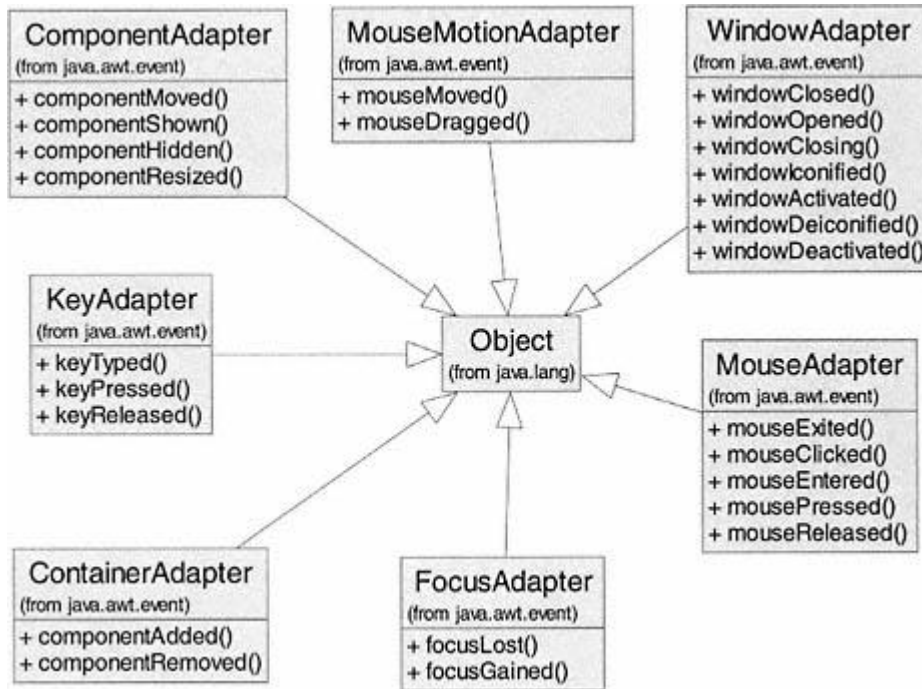 ComponentAdapter
(from java.awt.event)
+ componentMoved()
+ componentShown()
+ componentHidden()
+ componentResized()
MouseMotionAdapter
(from java.awt.event)
+ mouseMoved()
+ mouseDragged()
WindowAdapter
(from java.awt.event)
+ windowClosed()
+ windowOpened()
+ windowClosing()
+ windowIconified()
+ windowActivated()
+ windowDeiconified()
+ windowDeactivated()
KeyAdapter
(from java.awt.event)
+ keyTyped()
+ keyPressed()
+ keyReleased()
Object
(from java.lang)
MouseAdapter
(from java.awt.event)
+ mouseExited()
+ mouseClicked()
+ mouseEntered()
+ mousePressed()
+ mouseReleased()
ContainerAdapter
(from java.awt.event)
+ componentAdded()
+ componentRemoved()
FocusAdapter
(from java.awt.event)
+ focusLost()
+ focusGained()